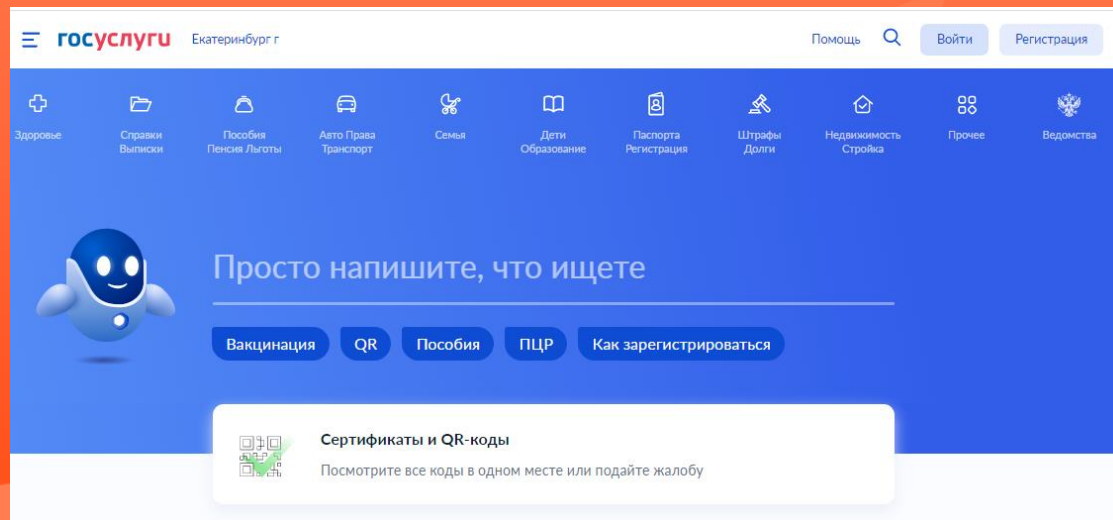 госуслуги Екатеринбург г Помощь Войти Регистрация
Здоровье
Справки
Выписки
Пособия
Пенсия Льготы
Авто Права
Транспорт
Семья
Дети
Образование
Паспорта
Регистрация
Штрафы
Долги
Недвижимость
Стройка
Прочее
Ведомства
Просто напишите, что ищете
Вакцинация QR Пособия ПЦР Как зарегистрироваться
Сертификаты и QR-коды
Посмотрите все коды в одном месте или подайте жалобу